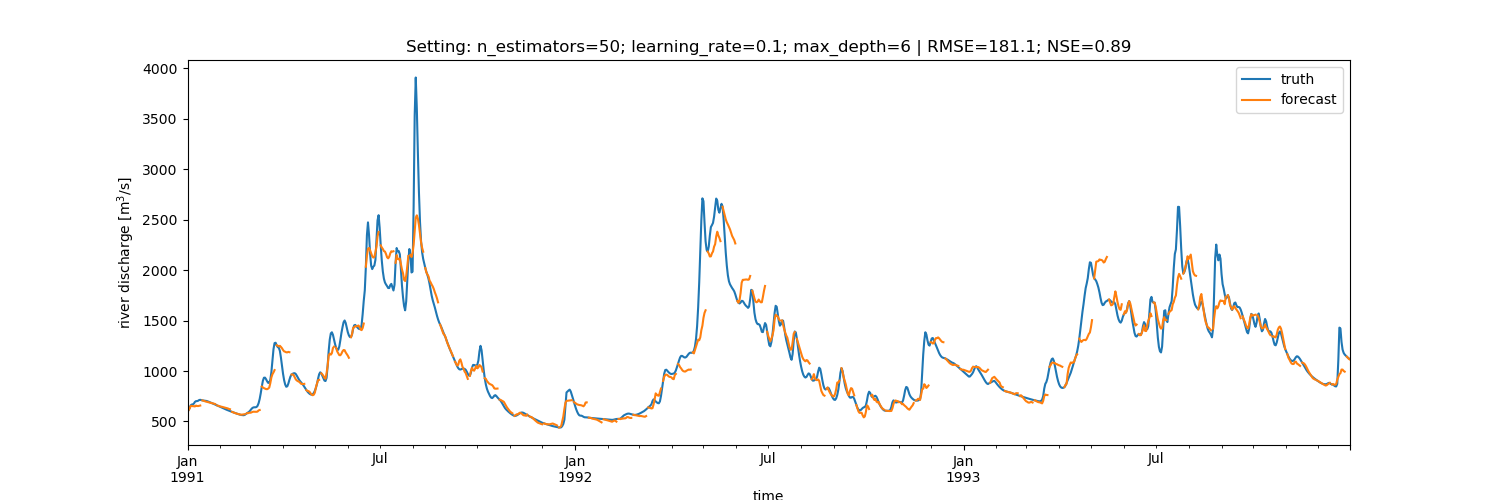 Setting: n_estimators=50; learning_rate=0.1; max_depth=6 | RMSE=181.1; NSE=0.89
truth
forecast
river discharge [m³/s]
4000
3500
3000
2500
2000
1500
1000
500
Jan Jul Jan Jul Jan Jul
1991 1992 1993
time